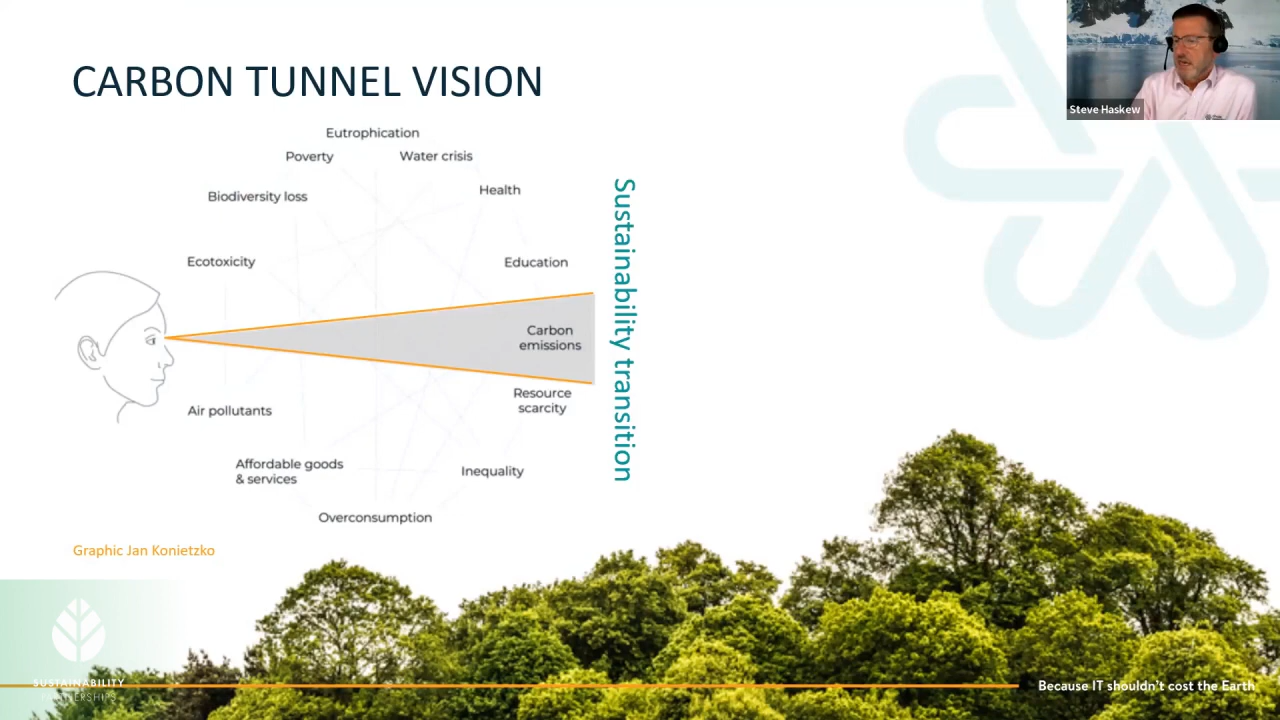 CARBON TUNNEL VISION
Steve Haskew
Eutrophication
Poverty
Water crisis
Biodiversity loss
Health
Ecotoxicity
Education
Carbon
emissions
Sustainability transition
Resource
scarcity
Air pollutants
Affordable goods
& services
Inequality
Overconsumption
Graphic Jan Konietzko
SUSTAINABILITY
PARTNERSHIPS
Because IT shouldn't cost the Earth